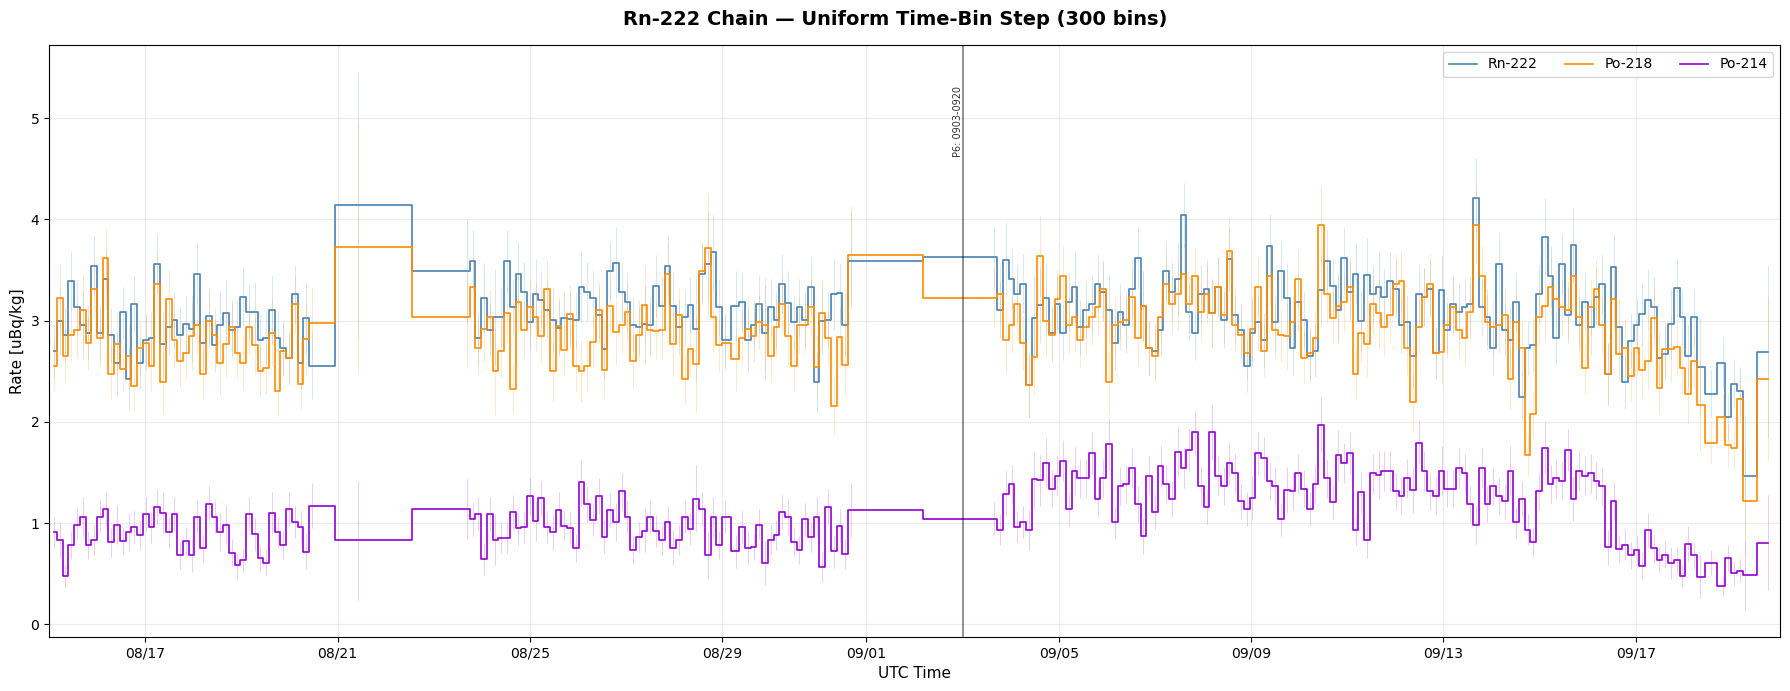 Rn-222 Chain — Uniform Time-Bin Step (300 bins)
Rn-222 Po-218 Po-214
P6: 0903-0920
Rate [uBq/kg]
5
4
3
2
1
0
08/17 08/21 08/25 08/29 09/01 09/05 09/09 09/13 09/17
UTC Time